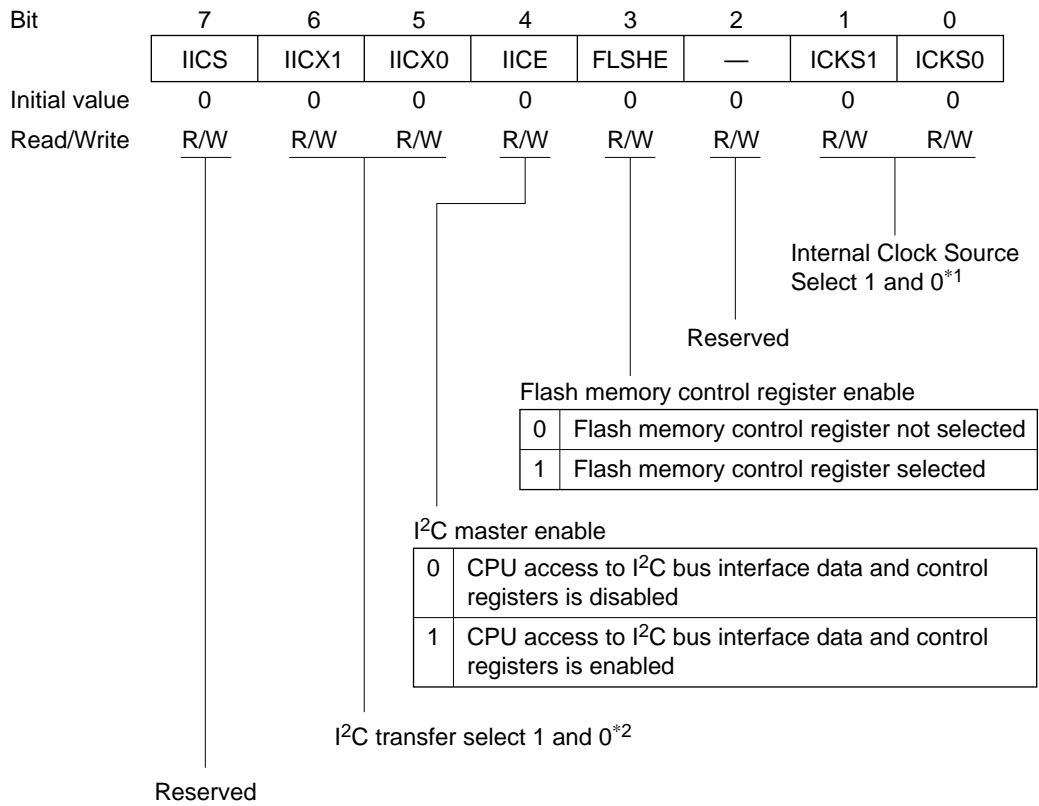 Bit 7 6 5 4 3 2 1 0
IICS IICX1 IICX0 IICE FLSHE — ICKS1 ICKS0
Initial value 0 0 0 0 0 0 0 0
Read/Write R/W R/W R/W R/W R/W R/W R/W R/W
Internal Clock Source
Select 1 and 0*1
Reserved
Flash memory control register enable
0 Flash memory control register not selected
1 Flash memory control register selected
I2C master enable
0 CPU access to I2C bus interface data and control
registers is disabled
1 CPU access to I2C bus interface data and control
registers is enabled
I2C transfer select 1 and 0*2
Reserved